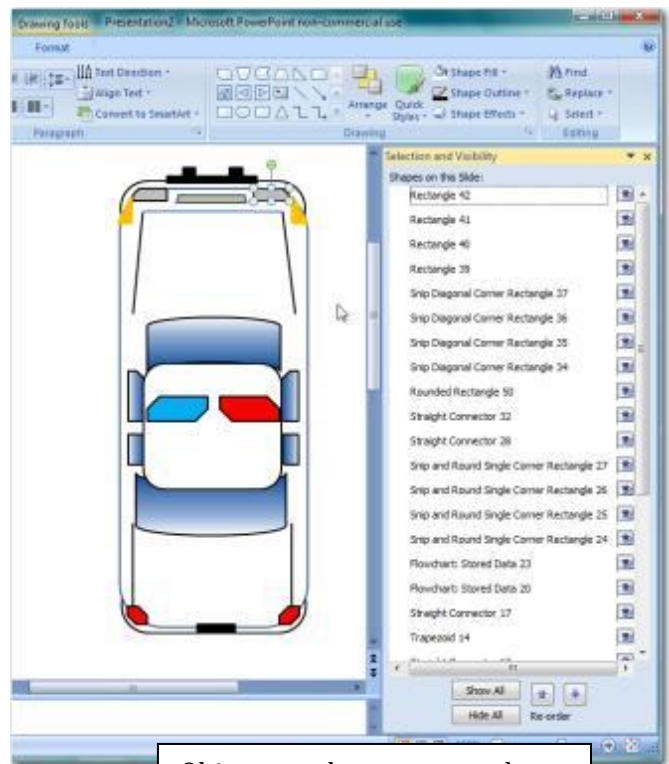 Drawing Tools Presentation2 - Microsoft PowerPoint non-commercial use
Format
Text Direction
Align Text
Convert to SmartArt
Paragraph
Arrange
Quick Styles
Shape Fill
Shape Outline
Shape Effects
Drawing
Find
Replace
Select
Editing
Selection and Visibility
Shapes on this Slide:
Rectangle 42
Rectangle 41
Rectangle 40
Rectangle 39
Snip Diagonal Corner Rectangle 37
Snip Diagonal Corner Rectangle 36
Snip Diagonal Corner Rectangle 35
Snip Diagonal Corner Rectangle 34
Rounded Rectangle 50
Straight Connector 32
Straight Connector 28
Snip and Round Single Corner Rectangle 27
Snip and Round Single Corner Rectangle 26
Snip and Round Single Corner Rectangle 25
Snip and Round Single Corner Rectangle 24
Flowchart: Stored Data 23
Flowchart: Stored Data 20
Straight Connector 17
Trapezoid 14
Show All
Hide All
Re-order